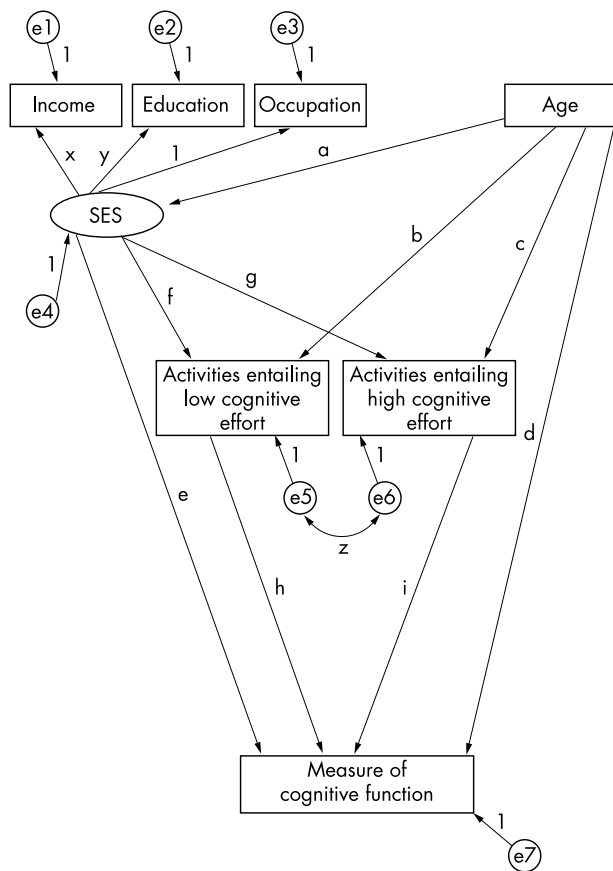 e1
e2
e3
1
1
1
Income
Education
Occupation
Age
x
y
1
a
SES
b
c
1
f
g
e4
Activities entailing
low cognitive
effort
Activities entailing
high cognitive
effort
d
1
1
e
e5
e6
z
h
i
Measure of
cognitive function
1
e7